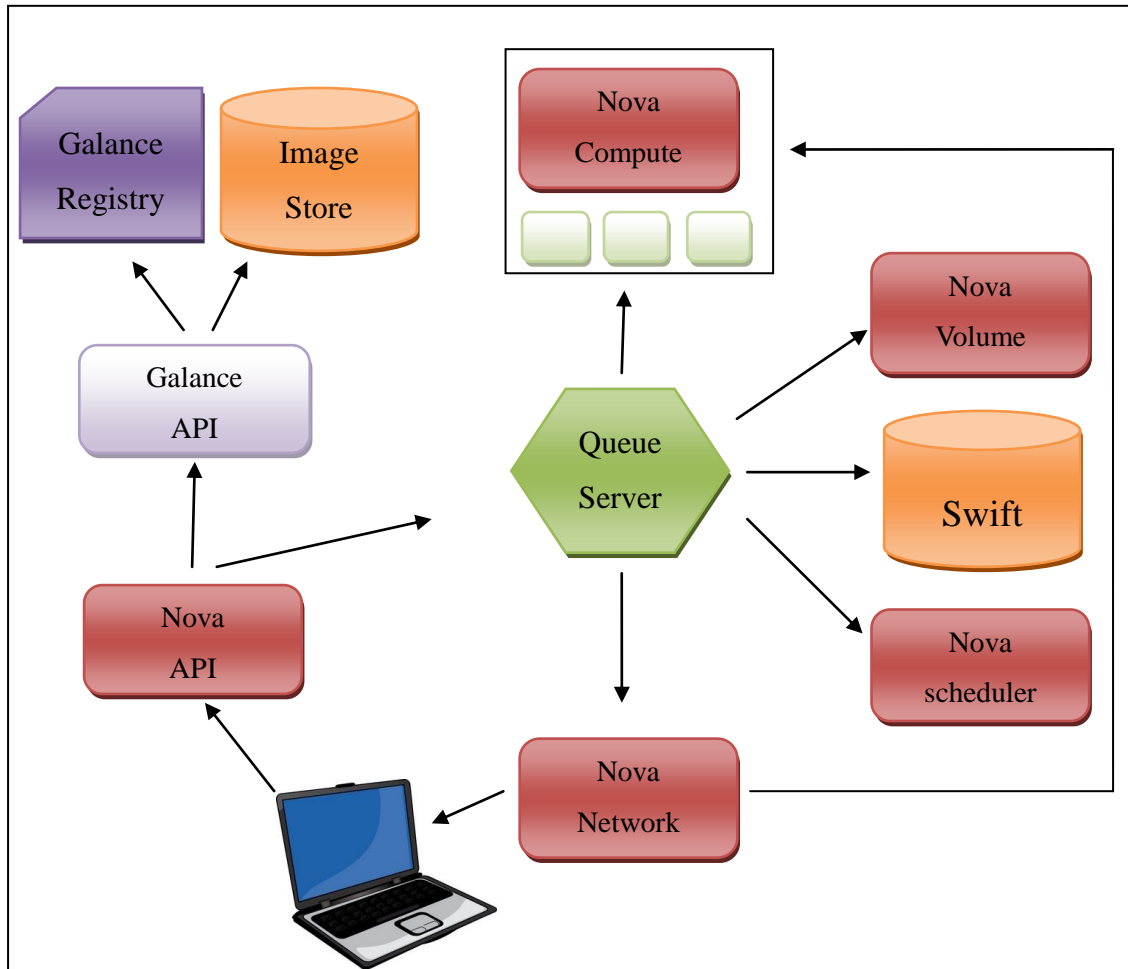 Galance
Registry
Image
Store
Nova
Compute
Nova
Volume
Galance
API
Queue
Server
Swift
Nova
API
Nova
scheduler
Nova
Network